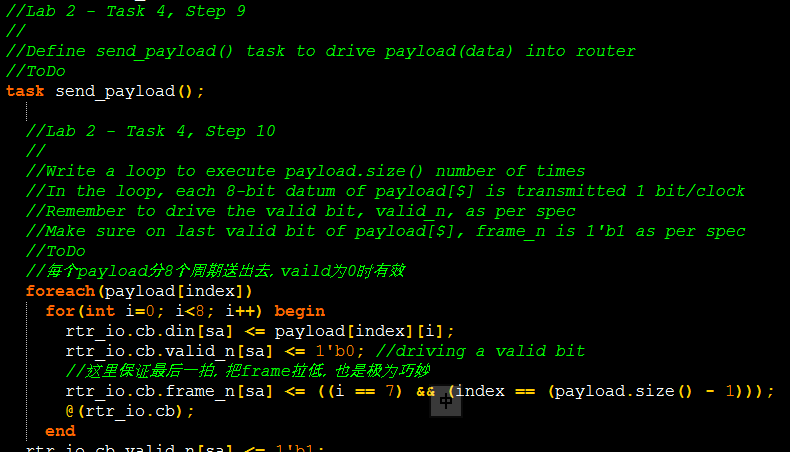 //Lab 2 - Task 4, Step 9
//
//Define send_payload() task to drive payload(data) into router
//ToDo
task send_payload();
//Lab 2 - Task 4, Step 10
//
//Write a loop to execute payload.size() number of times
//In the loop, each 8-bit datum of payload[$] is transmitted 1 bit/clock
//Remember to drive the valid bit, valid_n, as per spec
//Make sure on last valid bit of payload[$], frame_n is 1'b1 as per spec
//ToDo
//每个payload分8个周期送出去,vaild为0时有效
foreach(payload[index])
for(int i=0; i<8; i++) begin
rtr_io.cb.din[sa] <= payload[index][i];
rtr_io.cb.valid_n[sa] <= 1'b0; //driving a valid bit
//这里保证最后一拍,把frame拉低,也是极为巧妙
rtr_io.cb.frame_n[sa] <= ((i == 7) && (index == (payload.size() - 1)));
中
@(rtr_io.cb);
end
rtr_io.cb.valid_n[sa] <= 1'b1;